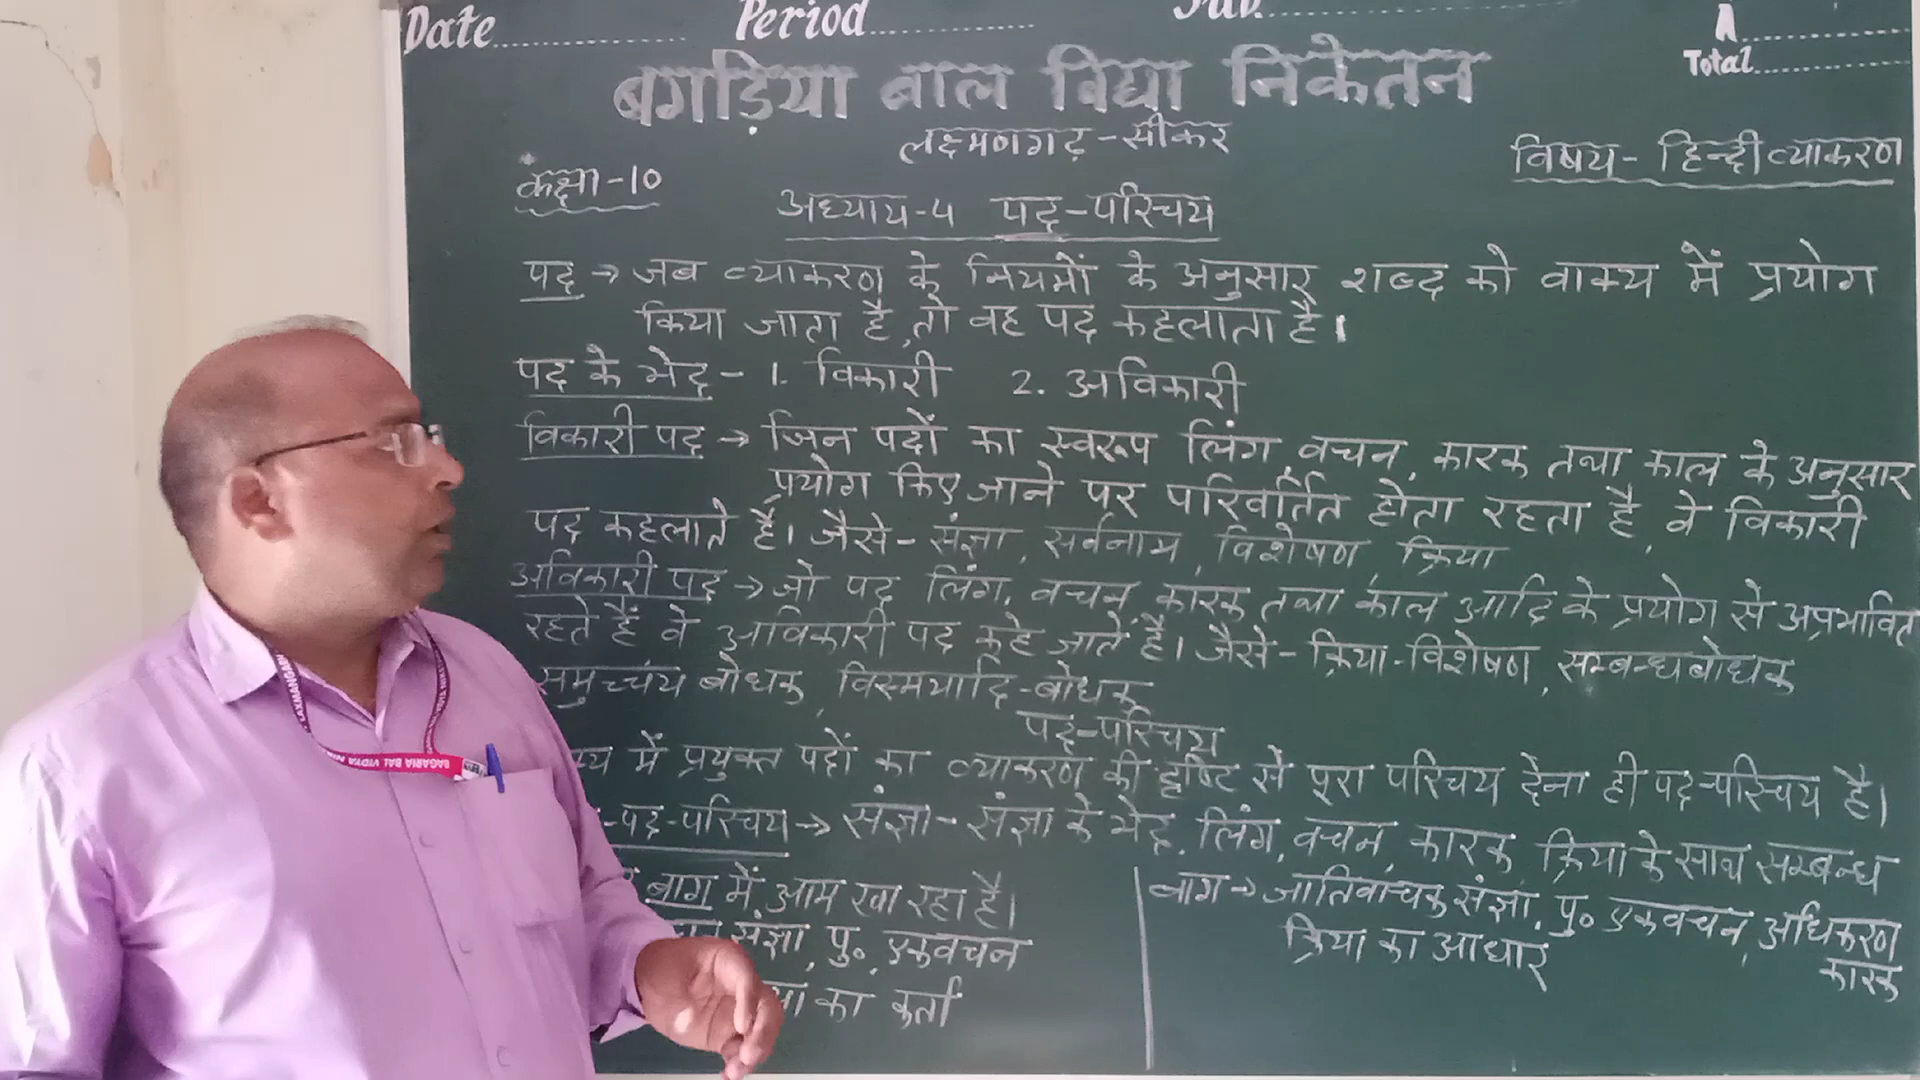 Date Period Sub. A
Total
बगड़िया बाल विद्या निकेतन
लक्ष्मणगढ़-सीकर
कक्षा-10 विषय- हिन्दी व्याकरण
अध्याय-4 पद-परिचय
पद → जब व्याकरण के नियमों के अनुसार शब्द को वाक्य में प्रयोग
किया जाता है, तो वह पद कहलाता है।
पद के भेद - 1. विकारी 2. अविकारी
विकारी पद → जिन पदों का स्वरूप लिंग, वचन, कारक तथा काल के अनुसार
प्रयोग किए जाने पर परिवर्तित होता रहता है, वे विकारी
पद कहलाते हैं। जैसे - संज्ञा, सर्वनाम, विशेषण, क्रिया
अविकारी पद → जो पद लिंग, वचन, कारक तथा काल आदि के प्रयोग से अप्रभावित
रहते हैं वे अविकारी पद कहे जाते है। जैसे - क्रिया-विशेषण, सम्बन्धबोधक
समुच्चय बोधक, विस्मयादि-बोधक
पद-परिचय
में प्रयुक्त पदों का व्याकरण की दृष्टि से पूरा परिचय देना ही पद-परिचय है।
-पद-परिचय → संज्ञा - संज्ञा के भेद, लिंग, वचन, कारक, क्रिया के साथ सम्बन्ध
बाग में आम खा रहा है।
संज्ञा, पु॰, एकवचन
का कर्ता
बाग → जातिवाचक संज्ञा, पु॰ एकवचन, अधिकरण
कारक
क्रिया का आधार
LAXMANGARH
BAGARIA BAL VIDYA